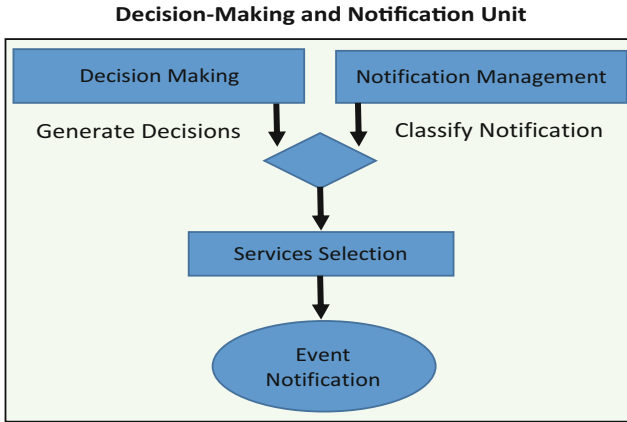 Decision-Making and Notification Unit
Decision Making
Notification Management
Generate Decisions
Classify Notification
Services Selection
Event
Notification